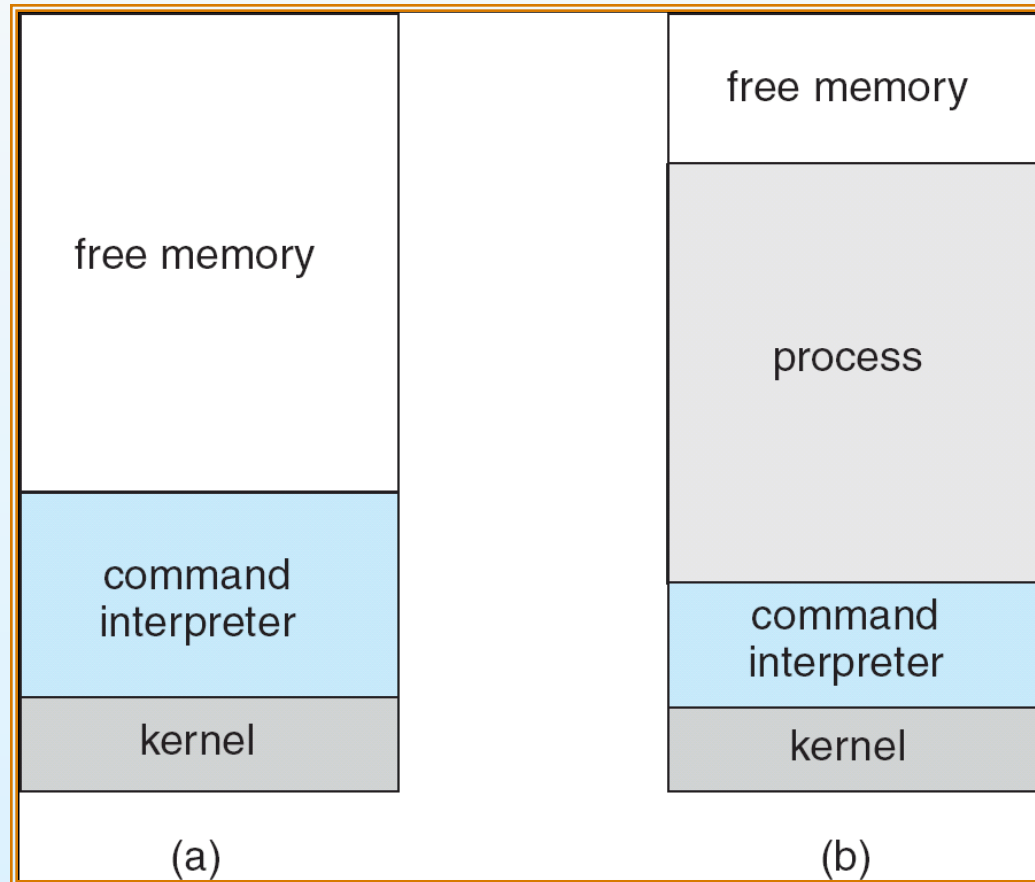 free memory
command
interpreter
kernel
(a)
free memory
process
command
interpreter
kernel
(b)